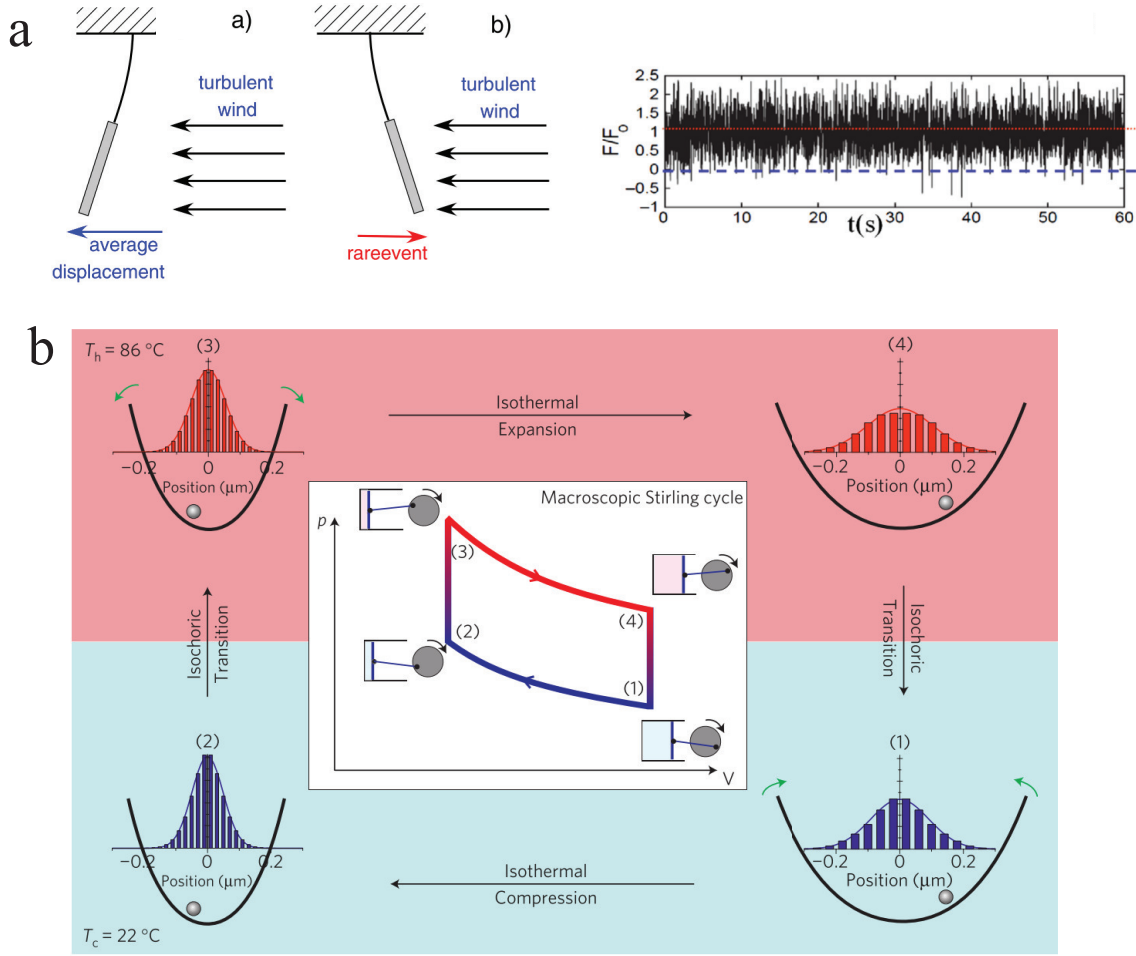 a
a)
turbulent
wind
average
displacement
b)
turbulent
wind
rareevent
F/Fo
2.5
2
1.5
1
0.5
0
−0.5
−1
0 10 20 30 40 50 60
t(s)
b
Th = 86 °C
(3)
−0.2 0 0.2
Position (μm)
Isothermal
Expansion
(4)
−0.2 0 0.2
Position (μm)
Macroscopic Stirling cycle
p
(3)
(4)
(2)
(1)
V
Isochoric
Transition
Isochoric
Transition
(2)
−0.2 0 0.2
Position (μm)
Tc = 22 °C
Isothermal
Compression
(1)
−0.2 0 0.2
Position (μm)